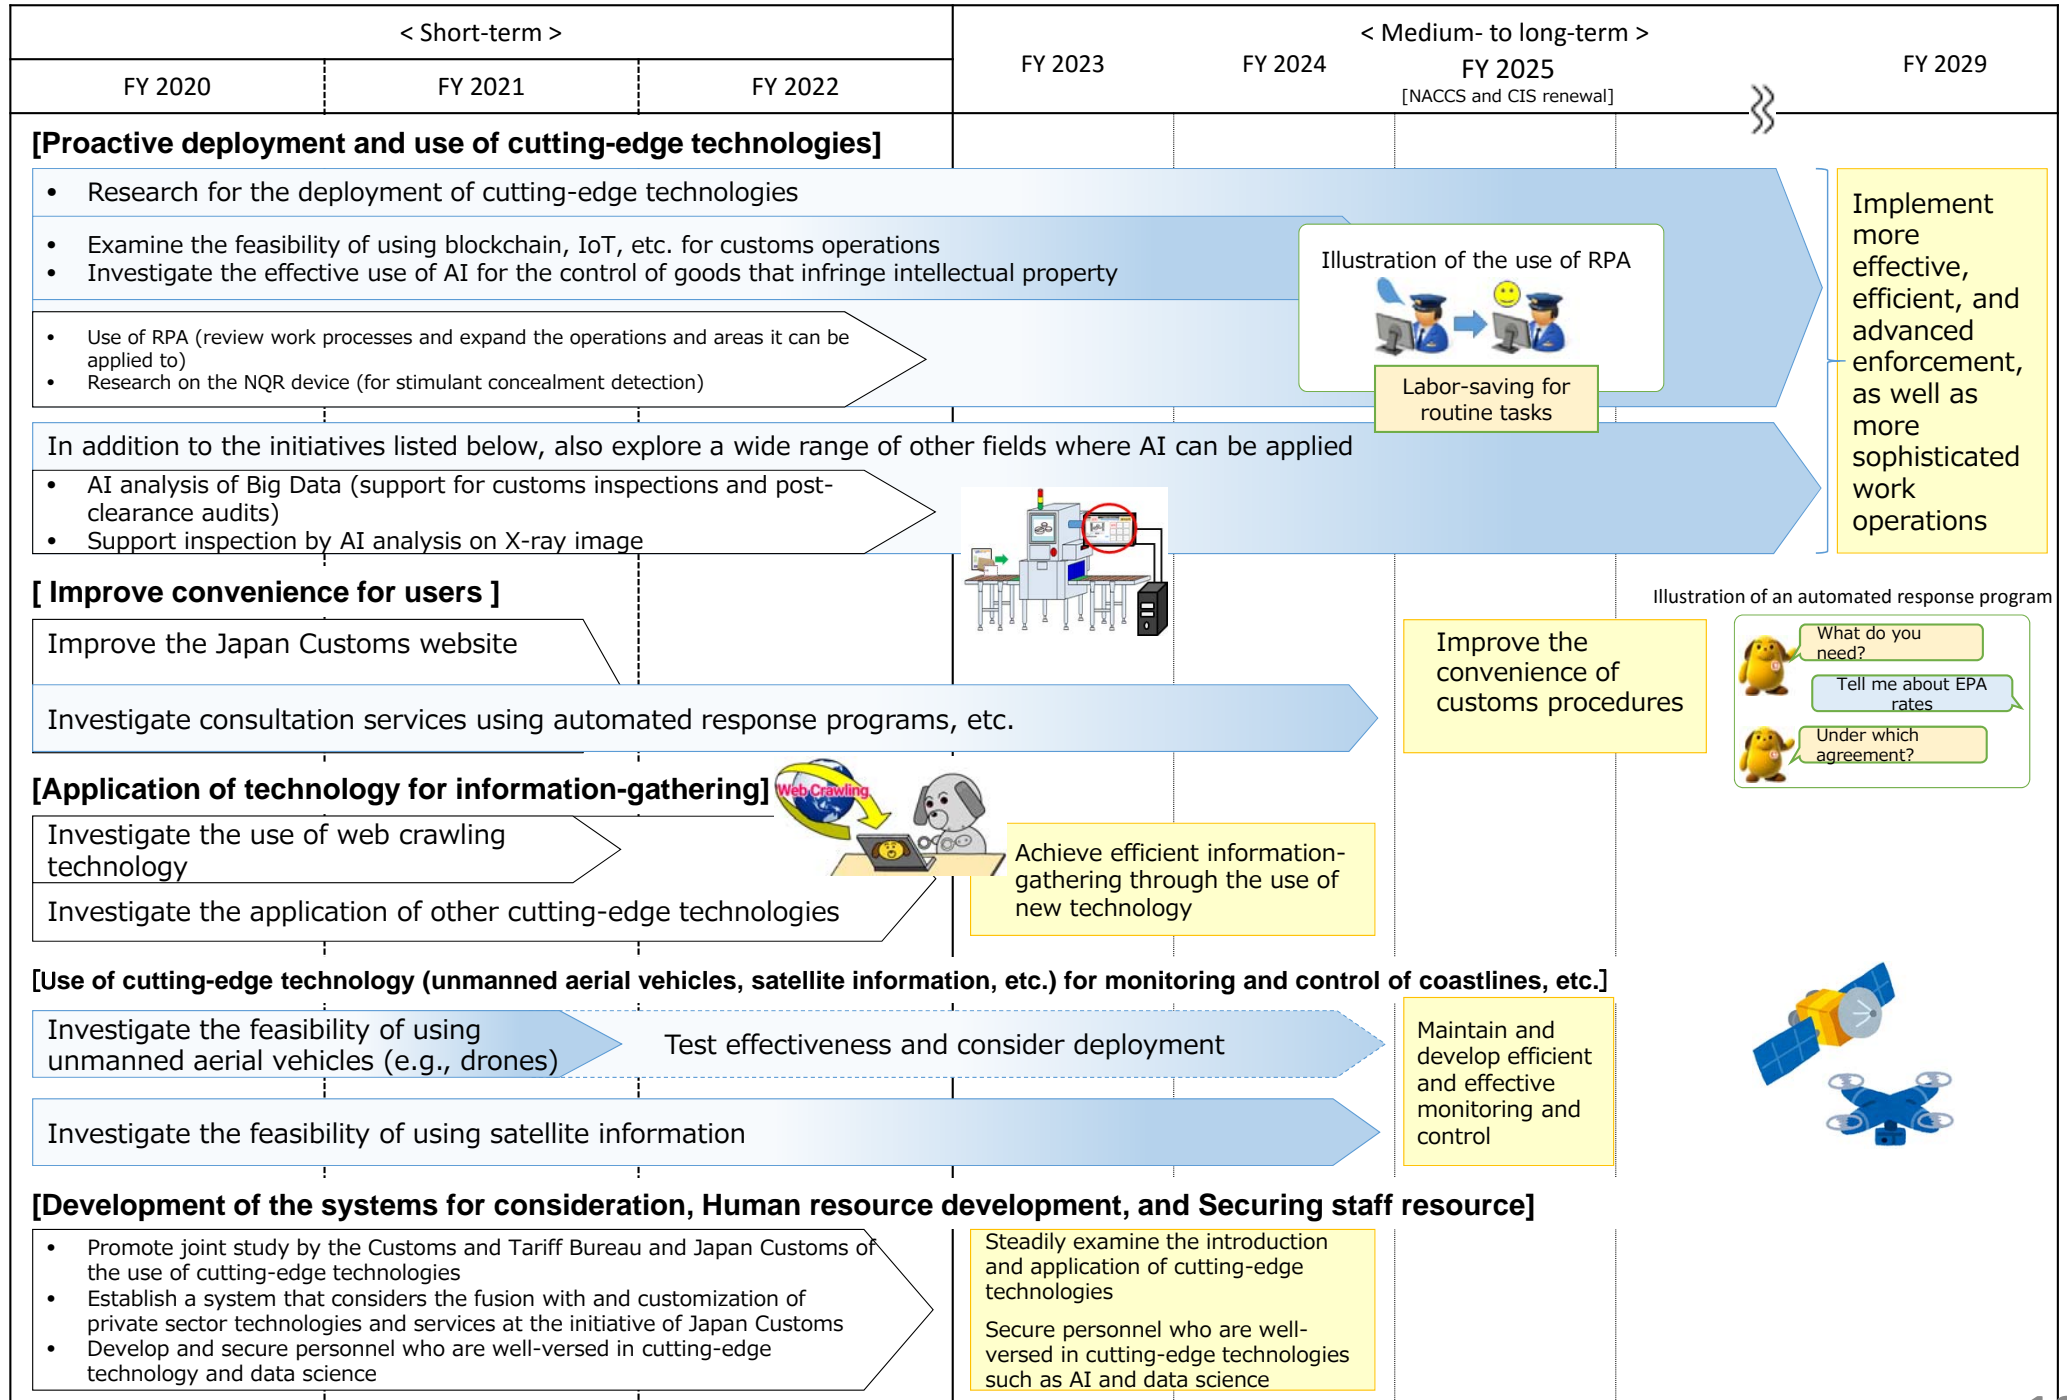 < Short-term >
< Medium- to long-term >
FY 2020
FY 2021
FY 2022
FY 2023
FY 2024
FY 2025
[NACCS and CIS renewal]
FY 2029
[Proactive deployment and use of cutting-edge technologies]
• Research for the deployment of cutting-edge technologies
• Examine the feasibility of using blockchain, IoT, etc. for customs operations
• Investigate the effective use of AI for the control of goods that infringe intellectual property
• Use of RPA (review work processes and expand the operations and areas it can be
applied to)
• Research on the NQR device (for stimulant concealment detection)
Illustration of the use of RPA
Labor-saving for
routine tasks
In addition to the initiatives listed below, also explore a wide range of other fields where AI can be applied
• AI analysis of Big Data (support for customs inspections and post-
clearance audits)
• Support inspection by AI analysis on X-ray image
Implement
more
effective,
efficient, and
advanced
enforcement,
as well as
more
sophisticated
work
operations
[ Improve convenience for users ]
Improve the Japan Customs website
Investigate consultation services using automated response programs, etc.
Improve the
convenience of
customs procedures
Illustration of an automated response program
What do you
need?
Tell me about EPA
rates
Under which
agreement?
[Application of technology for information-gathering]
Web Crawling
Investigate the use of web crawling
technology
Investigate the application of other cutting-edge technologies
Achieve efficient information-
gathering through the use of
new technology
[Use of cutting-edge technology (unmanned aerial vehicles, satellite information, etc.) for monitoring and control of coastlines, etc.]
Investigate the feasibility of using
unmanned aerial vehicles (e.g., drones)
Test effectiveness and consider deployment
Investigate the feasibility of using satellite information
Maintain and
develop efficient
and effective
monitoring and
control
[Development of the systems for consideration, Human resource development, and Securing staff resource]
• Promote joint study by the Customs and Tariff Bureau and Japan Customs of
the use of cutting-edge technologies
• Establish a system that considers the fusion with and customization of
private sector technologies and services at the initiative of Japan Customs
• Develop and secure personnel who are well-versed in cutting-edge
technology and data science
Steadily examine the introduction
and application of cutting-edge
technologies
Secure personnel who are well-
versed in cutting-edge technologies
such as AI and data science